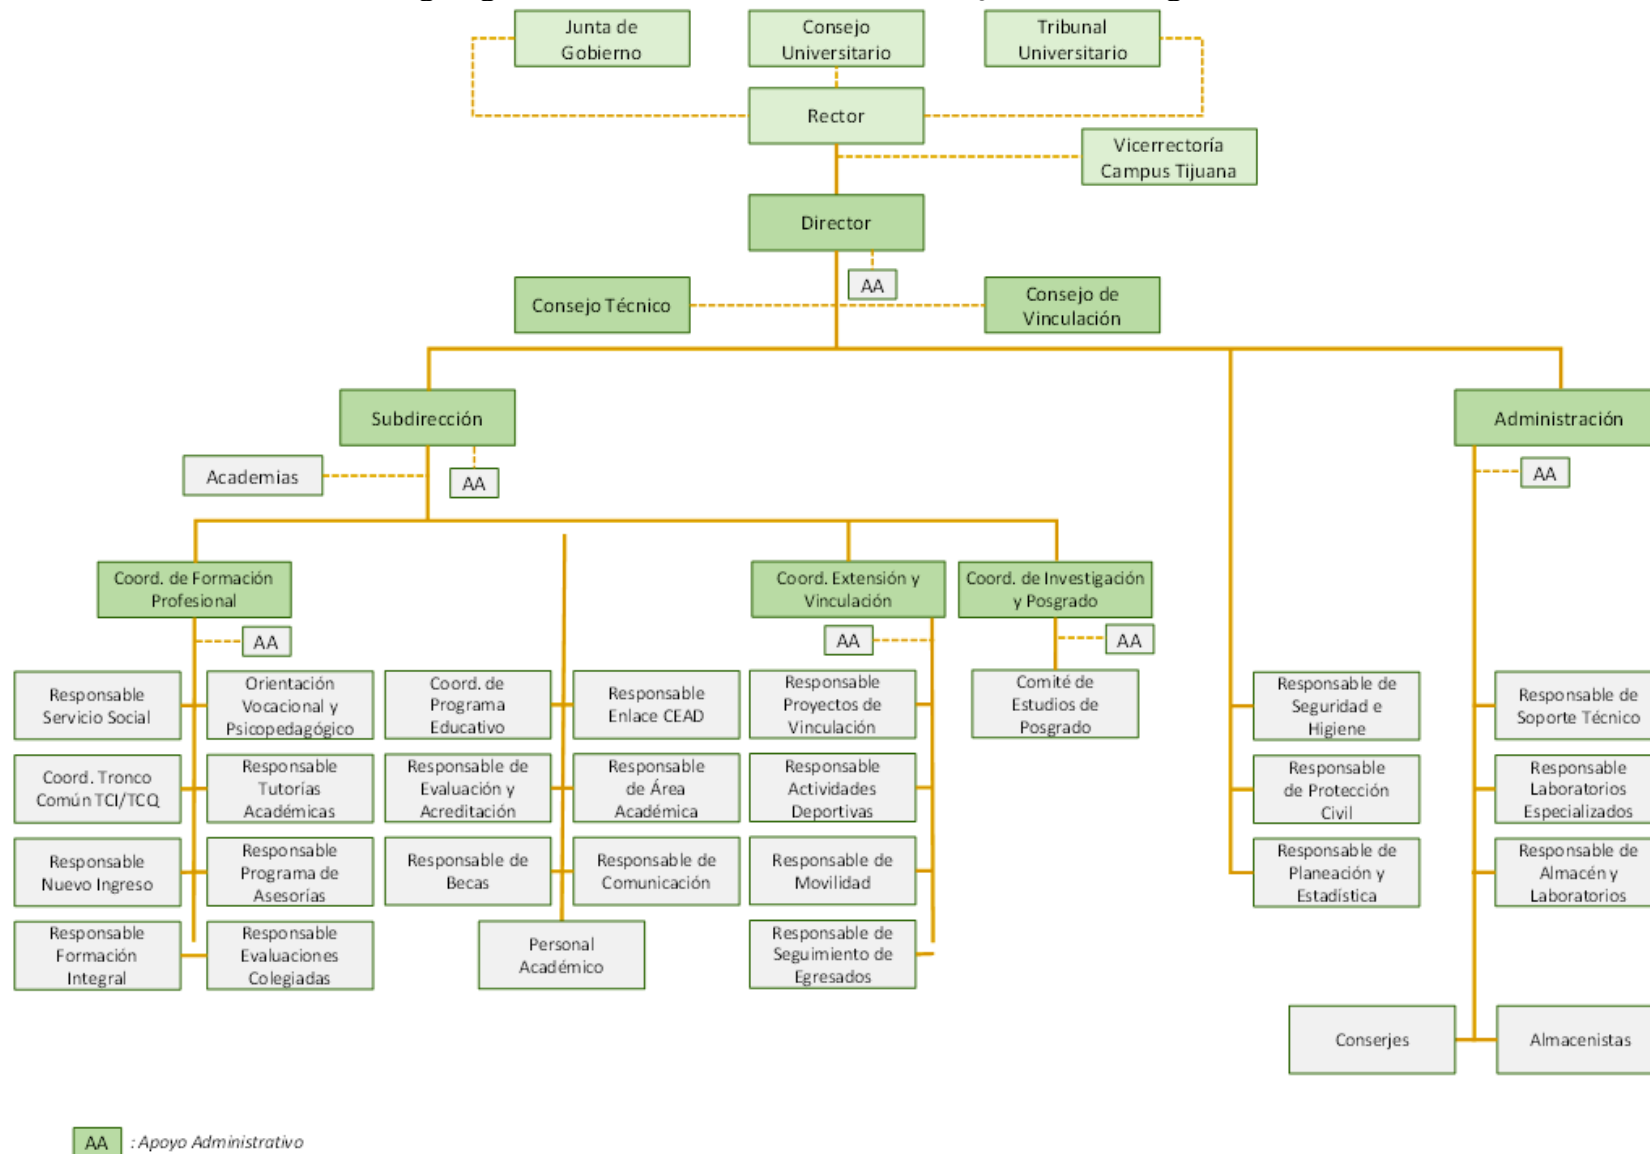 Junta de
Gobierno
Consejo
Universitario
Tribunal
Universitario
Rector
Vicerrectoría
Campus Tijuana
Director
AA
Consejo Técnico
Consejo de
Vinculación
Subdirección
Administración
Academias
AA
AA
Coord. de Formación
Profesional
Coord. Extensión y
Vinculación
Coord. de Investigación
y Posgrado
AA
AA
AA
Responsable
Servicio Social
Orientación
Vocacional y
Psicopedagógico
Coord. de
Programa
Educativo
Responsable
Enlace CEAD
Responsable
Proyectos de
Vinculación
Comité de
Estudios de
Posgrado
Responsable de
Seguridad e
Higiene
Responsable de
Soporte Técnico
Coord. Tronco
Común TCI/TCQ
Responsable
Tutorías
Académicas
Responsable de
Evaluación y
Acreditación
Responsable
de Área
Académica
Responsable
Actividades
Deportivas
Responsable
de Protección
Civil
Responsable
Laboratorios
Especializados
Responsable
Nuevo Ingreso
Responsable
Programa de
Asesorías
Responsable de
Becas
Responsable de
Comunicación
Responsable de
Movilidad
Responsable de
Planeación y
Estadística
Responsable de
Almacén y
Laboratorios
Responsable
Formación
Integral
Responsable
Evaluaciones
Colegiadas
Personal
Académico
Responsable de
Seguimiento de
Egresados
Conserjes
Almacenistas
AA : Apoyo Administrativo